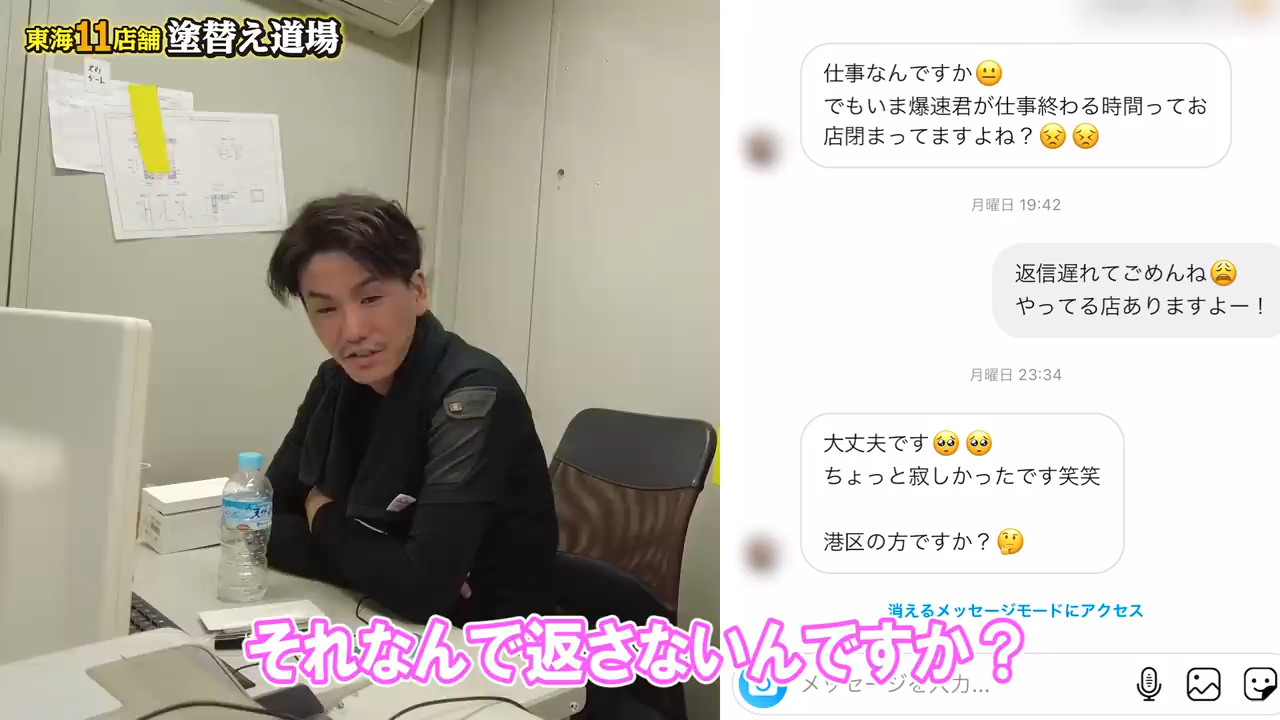 東海11店舗 塗替え道場
仕事なんですか😐
でもいま爆速君が仕事終わる時間ってお
店閉まってますよね？😣😣
月曜日 19:42
返信遅れてごめんね😩
やってる店ありますよー！
月曜日 23:34
大丈夫です🥺🥺
ちょっと寂しかったです笑笑
港区の方ですか？🤔
消えるメッセージモードにアクセス
それなんで返さないんですか？
メッセージを入力...